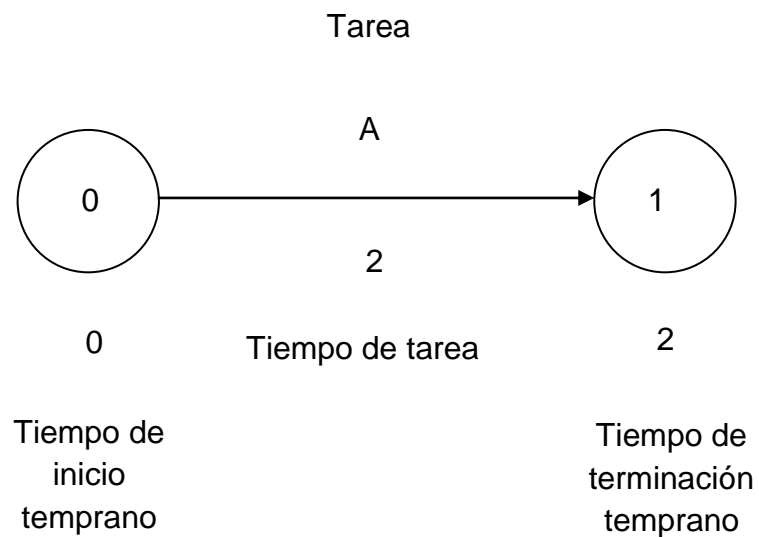 Tarea
A
0
1
2
0
Tiempo de tarea
2
Tiempo de
inicio
temprano
Tiempo de
terminación
temprano